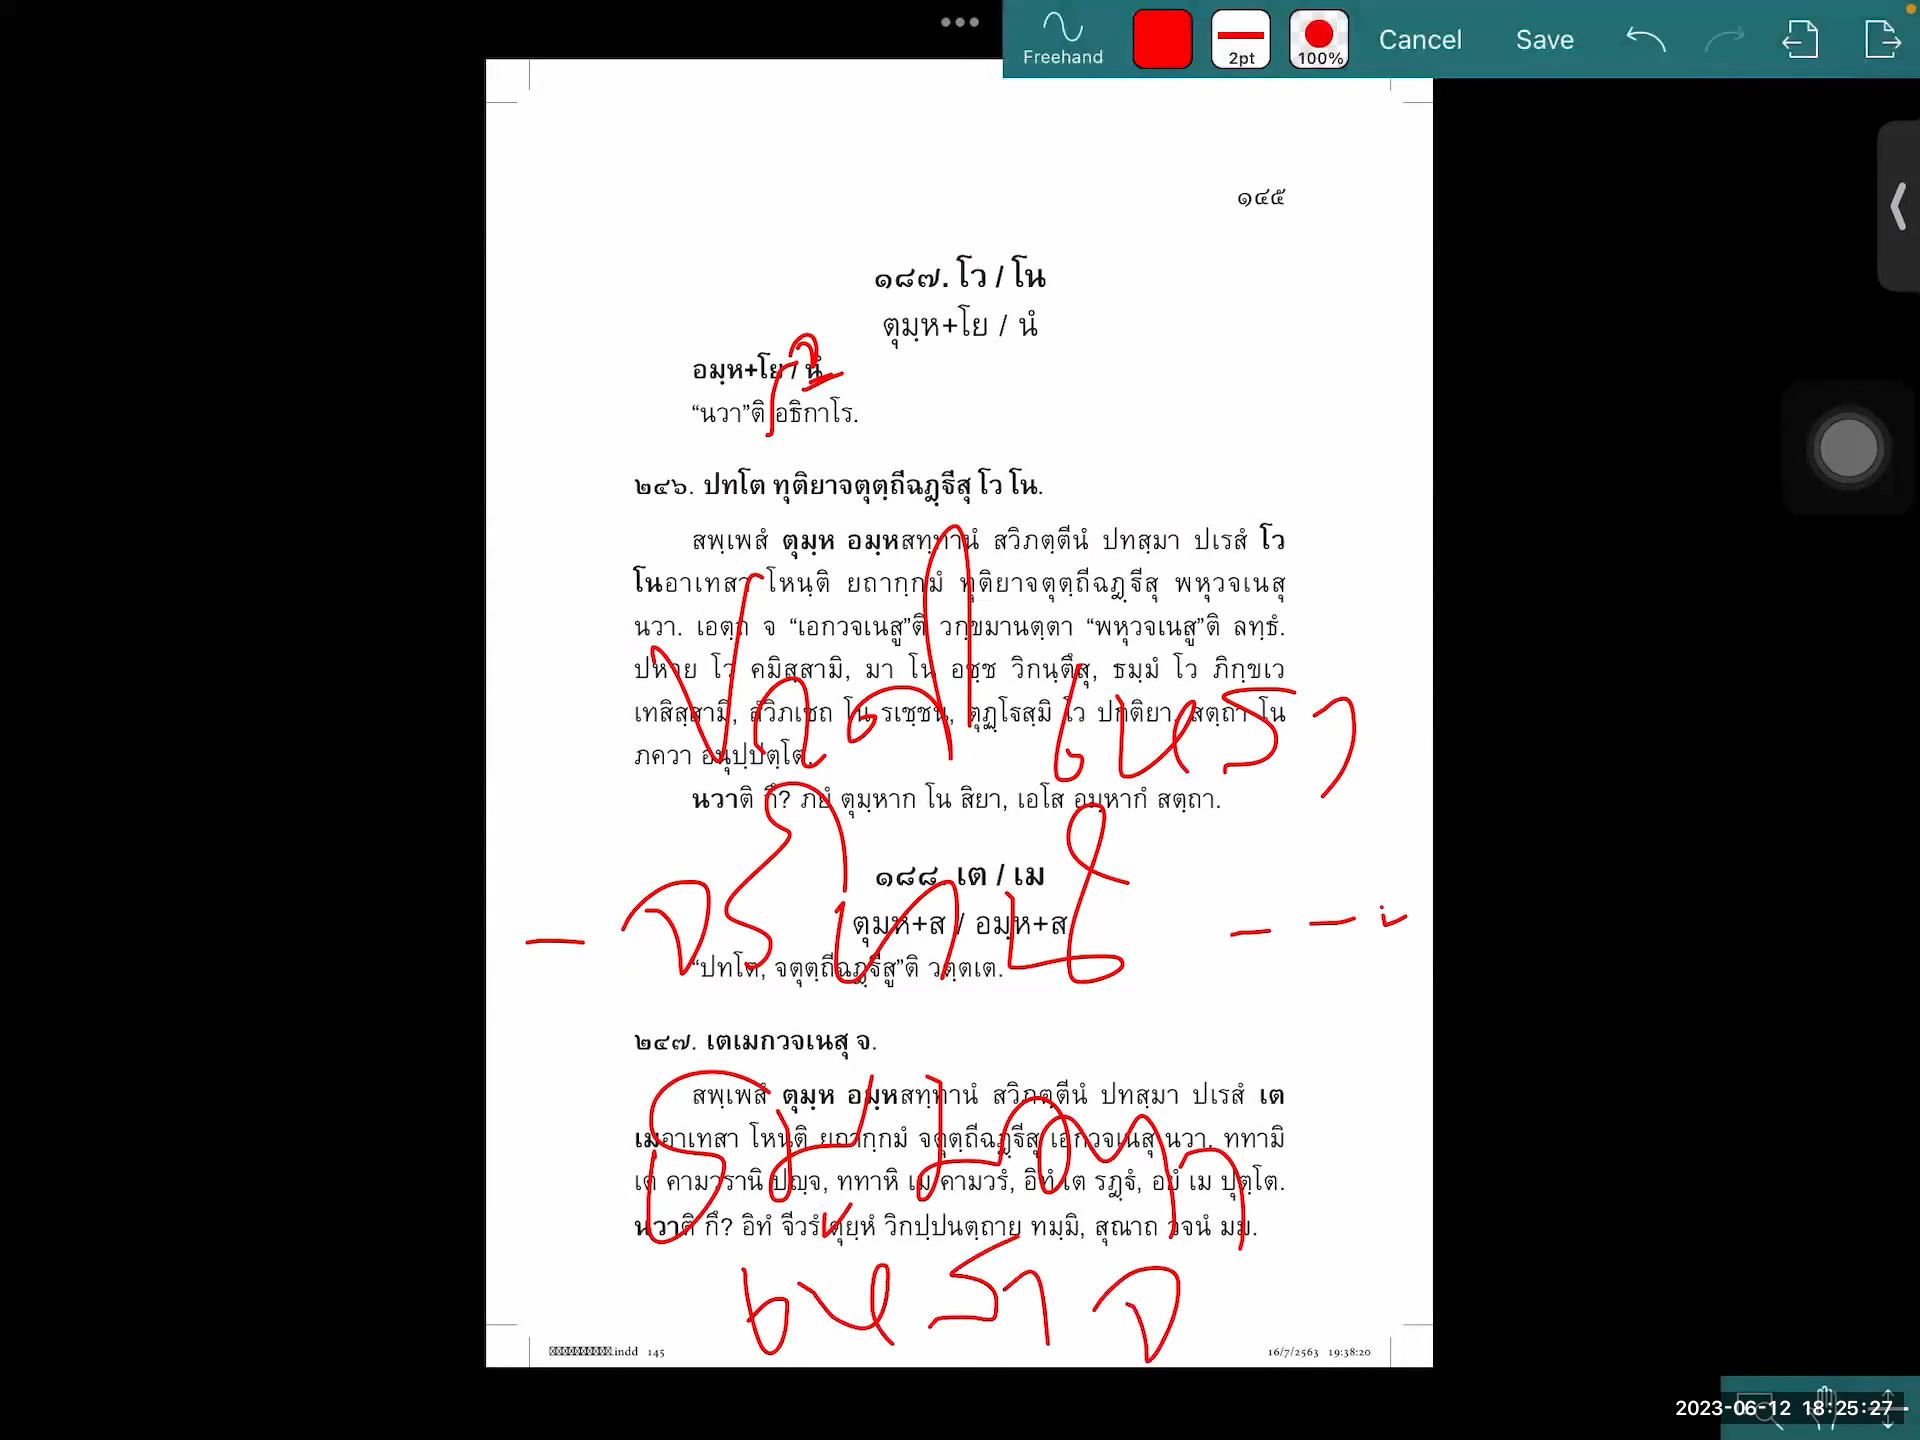 Freehand
2pt
100%
Cancel
Save
๑๔๕
๑๘๗. โว / โน
ตุมฺห+โย / นํ
อมฺห+โย / นํ
“นวา”ติ อธิกาโร.
๒๔๖. ปทโต ทุติยาจตุตฺถีฉฏฺฐีสุ โว โน.
สพฺเพสํ ตุมฺห อมฺหสทฺทานํ สวิภตฺตีนํ ปทสฺมา ปเรสํ โว
โนอาเทสา โหนฺติ ยถากฺกมํ ทุติยาจตุตฺถีฉฏฺฐีสุ พหุวจเนสุ
นวา. เอตฺถ จ “เอกวจเนสู”ติ วกฺขมานตฺตา “พหุวจเนสู”ติ ลทฺธํ.
ปหาย โว คมิสฺสามิ, มา โน อชฺช วิกนฺตึสุ, ธมฺมํ โว ภิกฺขเว
เทสิสฺสามิ, สํวิภเชถ โน รเชฺชน, ตุฏฺโฐสฺมิ โว ปกติยา, สตฺถา โน
ภควา อนุปฺปตฺโต.
นวาติ กึ? ภยํ ตุมฺหาก โน สิยา, เอโส อมฺหากํ สตฺถา.
๑๘๘. เต / เม
ตุมฺห+ส / อมฺห+ส
“ปทโต, จตุตฺถีฉฏฺฐีสู”ติ วตฺตเต.
๒๔๗. เตเมกวจเนสุ จ.
สพฺเพสํ ตุมฺห อมฺหสทฺทานํ สวิภตฺตีนํ ปทสฺมา ปเรสํ เต
เมอาเทสา โหนฺติ ยถากฺกมํ จตุตฺถีฉฏฺฐีสุ เอกวจเนสุ นวา. ททามิ
เต คามวรานิ ปญฺจ, ททาหิ เม คามวรํ, อิทํ เต รฏฺฐํ, อยํ เม ปุตฺโต.
นวาติ กึ? อิทํ จีวรํ ตุยฺหํ วิกปฺปนตฺถาย ทมฺมิ, สุณาถ วจนํ มม.
.indd 145
16/7/2563 19:38:20
2023-06-12 18:25:27